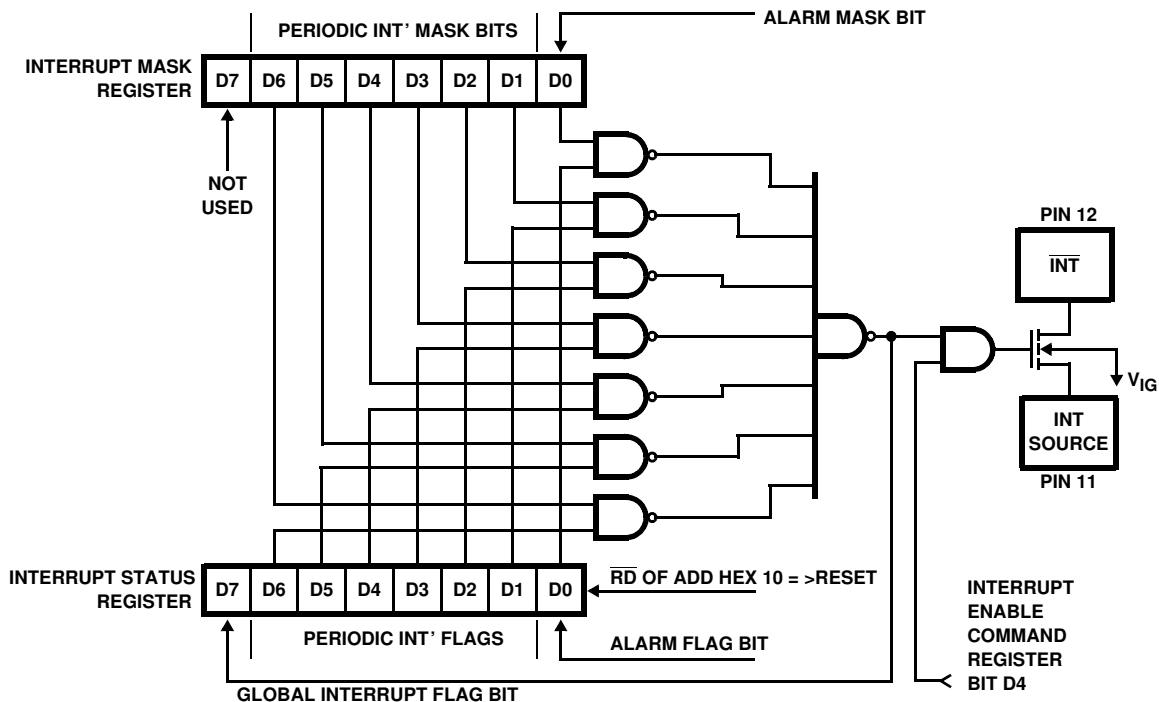 ALARM MASK BIT
PERIODIC INT' MASK BITS
INTERRUPT MASK
REGISTER
D7 D6 D5 D4 D3 D2 D1 D0
NOT
USED
PIN 12
INT
VIG
INT
SOURCE
PIN 11
INTERRUPT STATUS
REGISTER
D7 D6 D5 D4 D3 D2 D1 D0
RD OF ADD HEX 10 = >RESET
PERIODIC INT' FLAGS
ALARM FLAG BIT
GLOBAL INTERRUPT FLAG BIT
INTERRUPT
ENABLE
COMMAND
REGISTER
BIT D4